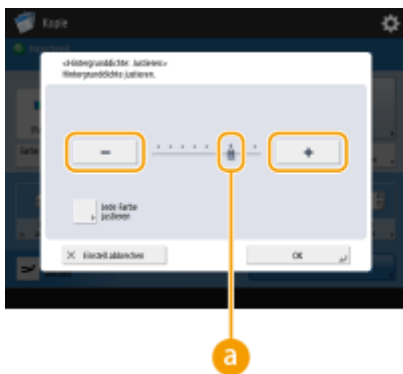 Kopie
<Hintergrunddichte: Justieren>
Hintergrunddichte justieren.
−
+
Jede Farbe
justieren
Einstell. abbrechen
OK
a